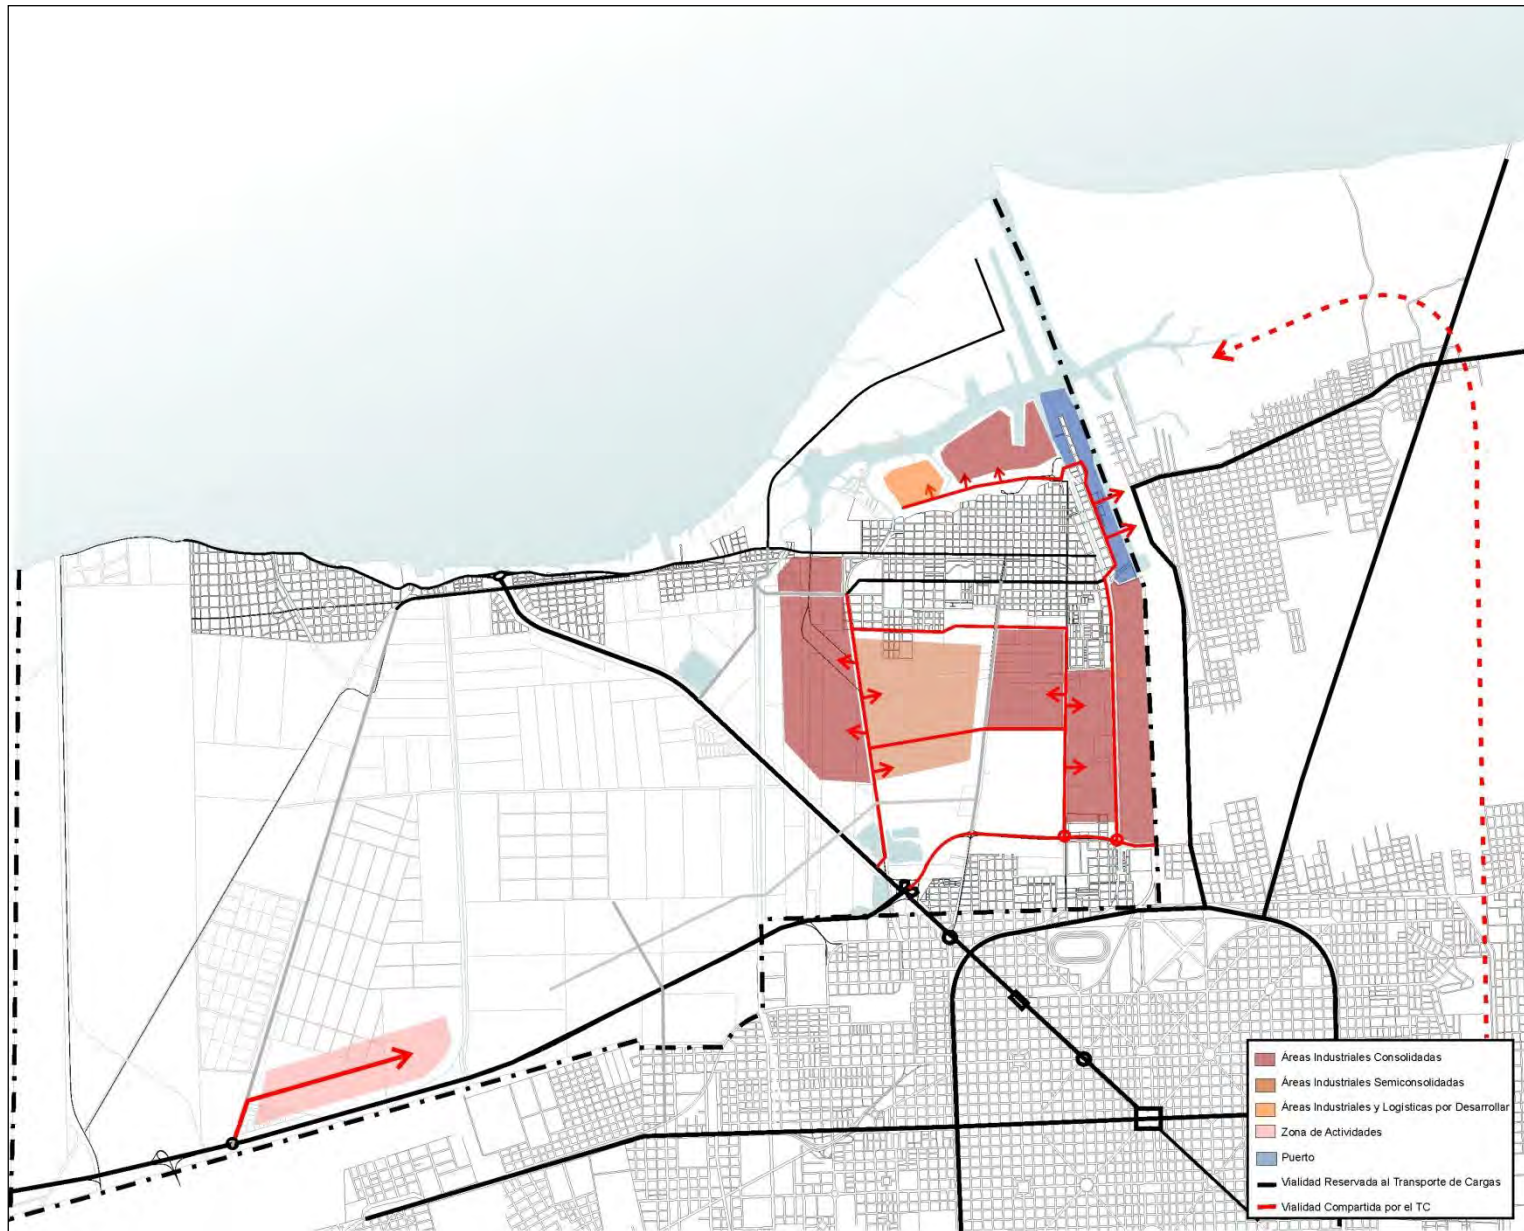 Áreas Industriales Consolidadas
Áreas Industriales Semiconsolidadas
Áreas Industriales y Logísticas por Desarrollar
Zona de Actividades
Puerto
Vialidad Reservada al Transporte de Cargas
Vialidad Compartida por el TC